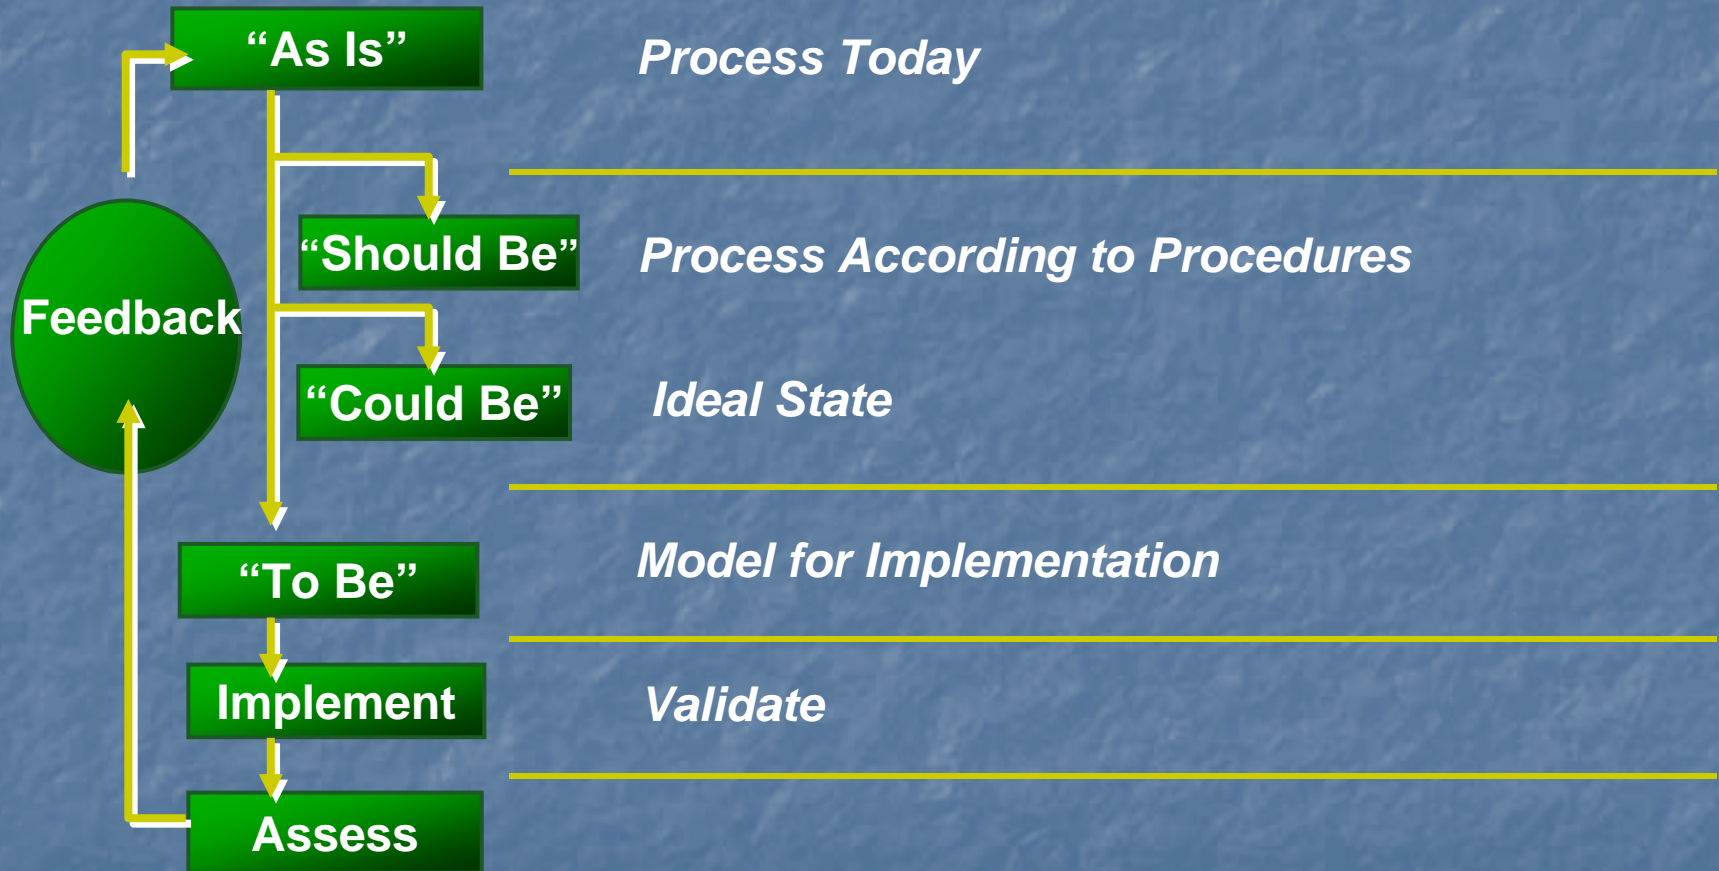 “As Is”
Process Today
“Should Be”
Process According to Procedures
Feedback
“Could Be”
Ideal State
“To Be”
Model for Implementation
Implement
Validate
Assess